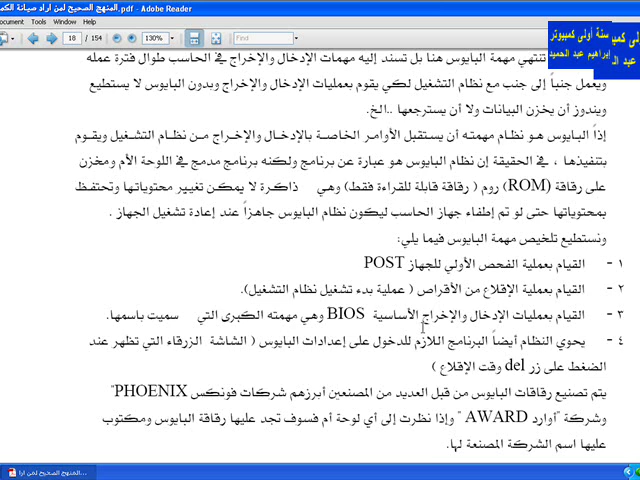 المنهج الصحيح لمن اراد صيانة الكم...pdf - Adobe Reader
ocument Tools Window Help
18 / 154 130% Find
سنة أولى كمبيوتر
إبراهيم عبد الحميد
تنتهي مهمة البايوس هنا بل تسند إليه مهمات الإدخال والإخراج في الحاسب طوال فترة عمله
ويعمل جنباً إلى جنب مع نظام التشغيل لكي يقوم بعمليات الإدخال والإخراج وبدون البايوس لا يستطيع
ويندوز أن يخزن البيانات ولا أن يسترجعها ..الخ.
إذاً البايوس هو نظام مهمته أن يستقبل الأوامر الخاصة بالإدخال والإخراج من نظام التشغيل ويقوم
بتنفيذها ، في الحقيقة إن نظام البايوس هو عبارة عن برنامج ولكنه برنامج مدمج في اللوحة الأم ومخزن
على رقاقة (ROM) روم ( رقاقة قابلة للقراءة فقط) وهي ذاكرة لا يمكن تغيير محتوياتها وتحتفظ
بمحتوياتها حتى لو تم إطفاء جهاز الحاسب ليكون نظام البايوس جاهزاً عند إعادة تشغيل الجهاز .
ونستطيع تلخيص مهمة البايوس فيما يلي:
١ - القيام بعملية الفحص الأولي للجهاز POST
٢ - القيام بعملية الإقلاع من الأقراص ( عملية بدء تشغيل نظام التشغيل).
٣ - القيام بعمليات الإدخال والإخراج الأساسية BIOS وهي مهمته الكبرى التي سميت باسمها.
٤ - يحوي النظام أيضاً البرنامج اللازم للدخول على إعدادات البايوس ( الشاشة الزرقاء التي تظهر عند
الضغط على زر del وقت الإقلاع )
يتم تصنيع رقاقات البايوس من قبل العديد من المصنعين أبرزهم شركات فونكس PHOENIX"
وشركة "أوارد AWARD " وإذا نظرت إلى أي لوحة أم فسوف تجد عليها رقاقة البايوس ومكتوب
عليها اسم الشركة المصنعة لها.
المنهج الصحيح لمن ارا...